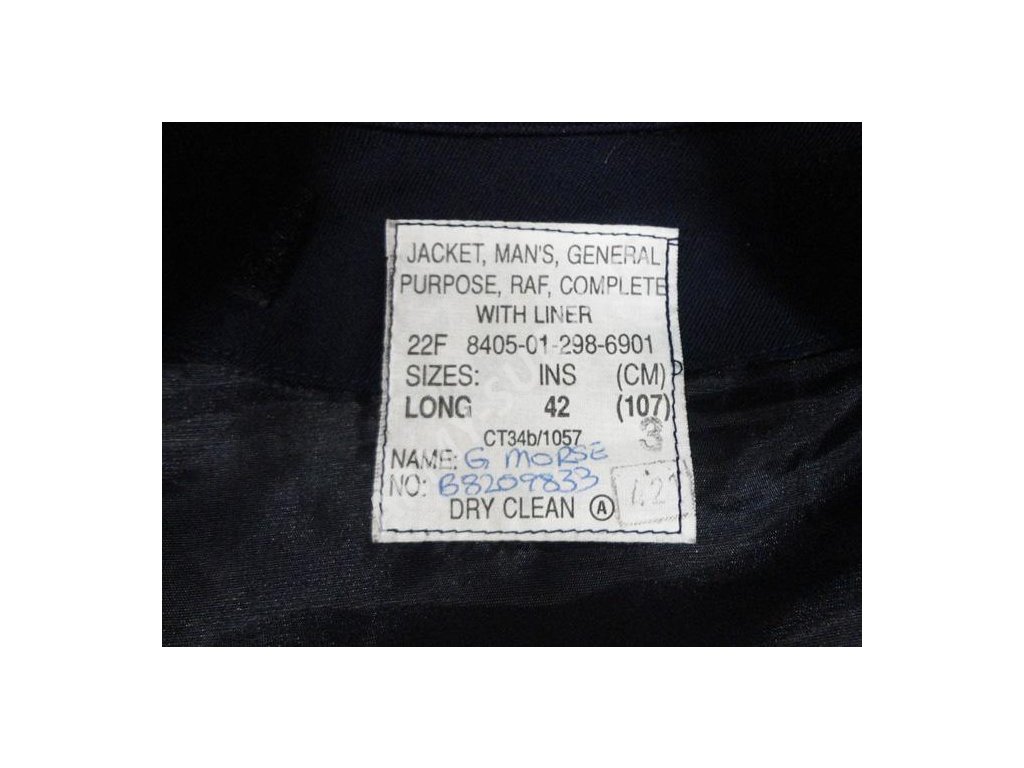 JACKET, MAN'S, GENERAL
PURPOSE, RAF, COMPLETE
WITH LINER
22F 8405-01-298-6901
SIZES: INS (CM)
LONG 42 (107)
3
CT34b/1057
NAME: G MORSE
NO: B8209833
DRY CLEAN A